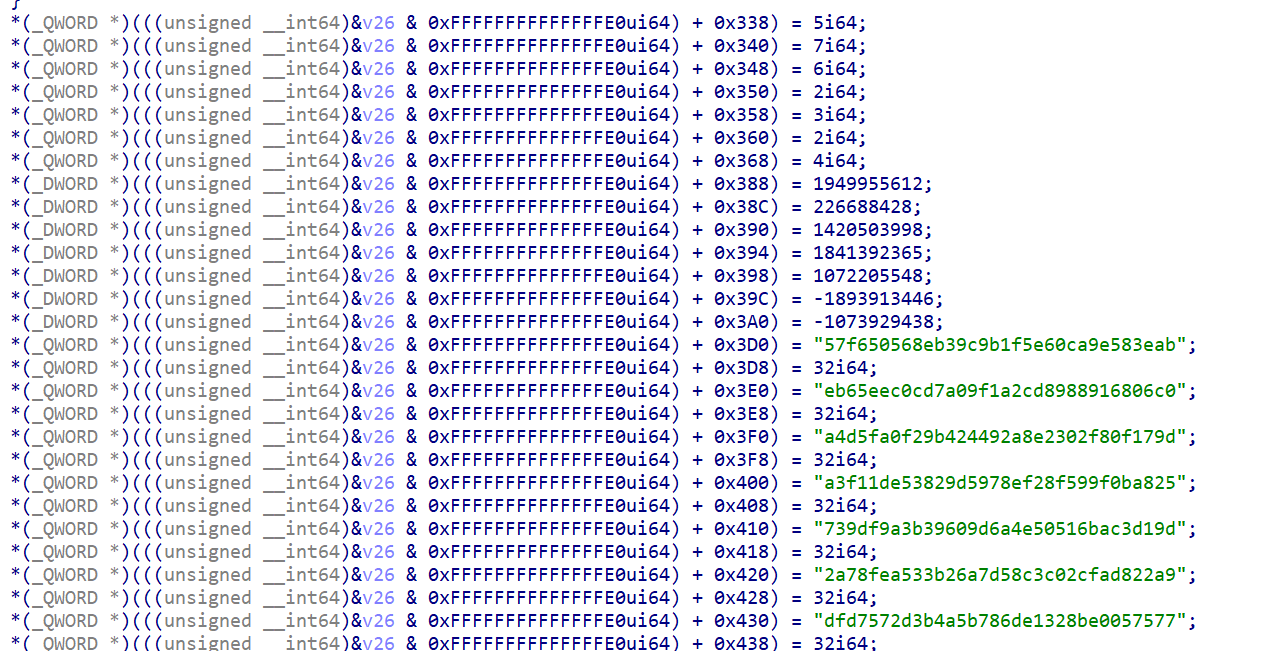 }
*(_QWORD *)(((unsigned __int64)&v26 & 0xFFFFFFFFFFFFFFE0ui64) + 0x338) = 5i64;
*(_QWORD *)(((unsigned __int64)&v26 & 0xFFFFFFFFFFFFFFE0ui64) + 0x340) = 7i64;
*(_QWORD *)(((unsigned __int64)&v26 & 0xFFFFFFFFFFFFFFE0ui64) + 0x348) = 6i64;
*(_QWORD *)(((unsigned __int64)&v26 & 0xFFFFFFFFFFFFFFE0ui64) + 0x350) = 2i64;
*(_QWORD *)(((unsigned __int64)&v26 & 0xFFFFFFFFFFFFFFE0ui64) + 0x358) = 3i64;
*(_QWORD *)(((unsigned __int64)&v26 & 0xFFFFFFFFFFFFFFE0ui64) + 0x360) = 2i64;
*(_QWORD *)(((unsigned __int64)&v26 & 0xFFFFFFFFFFFFFFE0ui64) + 0x368) = 4i64;
*(_DWORD *)(((unsigned __int64)&v26 & 0xFFFFFFFFFFFFFFE0ui64) + 0x388) = 1949955612;
*(_DWORD *)(((unsigned __int64)&v26 & 0xFFFFFFFFFFFFFFE0ui64) + 0x38C) = 226688428;
*(_DWORD *)(((unsigned __int64)&v26 & 0xFFFFFFFFFFFFFFE0ui64) + 0x390) = 1420503998;
*(_DWORD *)(((unsigned __int64)&v26 & 0xFFFFFFFFFFFFFFE0ui64) + 0x394) = 1841392365;
*(_DWORD *)(((unsigned __int64)&v26 & 0xFFFFFFFFFFFFFFE0ui64) + 0x398) = 1072205548;
*(_DWORD *)(((unsigned __int64)&v26 & 0xFFFFFFFFFFFFFFE0ui64) + 0x39C) = -1893913446;
*(_DWORD *)(((unsigned __int64)&v26 & 0xFFFFFFFFFFFFFFE0ui64) + 0x3A0) = -1073929438;
*(_QWORD *)(((unsigned __int64)&v26 & 0xFFFFFFFFFFFFFFE0ui64) + 0x3D0) = "57f650568eb39c9b1f5e60ca9e583eab";
*(_QWORD *)(((unsigned __int64)&v26 & 0xFFFFFFFFFFFFFFE0ui64) + 0x3D8) = 32i64;
*(_QWORD *)(((unsigned __int64)&v26 & 0xFFFFFFFFFFFFFFE0ui64) + 0x3E0) = "eb65eec0cd7a09f1a2cd8988916806c0";
*(_QWORD *)(((unsigned __int64)&v26 & 0xFFFFFFFFFFFFFFE0ui64) + 0x3E8) = 32i64;
*(_QWORD *)(((unsigned __int64)&v26 & 0xFFFFFFFFFFFFFFE0ui64) + 0x3F0) = "a4d5fa0f29b424492a8e2302f80f179d";
*(_QWORD *)(((unsigned __int64)&v26 & 0xFFFFFFFFFFFFFFE0ui64) + 0x3F8) = 32i64;
*(_QWORD *)(((unsigned __int64)&v26 & 0xFFFFFFFFFFFFFFE0ui64) + 0x400) = "a3f11de53829d5978ef28f599f0ba825";
*(_QWORD *)(((unsigned __int64)&v26 & 0xFFFFFFFFFFFFFFE0ui64) + 0x408) = 32i64;
*(_QWORD *)(((unsigned __int64)&v26 & 0xFFFFFFFFFFFFFFE0ui64) + 0x410) = "739df9a3b39609d6a4e50516bac3d19d";
*(_QWORD *)(((unsigned __int64)&v26 & 0xFFFFFFFFFFFFFFE0ui64) + 0x418) = 32i64;
*(_QWORD *)(((unsigned __int64)&v26 & 0xFFFFFFFFFFFFFFE0ui64) + 0x420) = "2a78fea533b26a7d58c3c02cfad822a9";
*(_QWORD *)(((unsigned __int64)&v26 & 0xFFFFFFFFFFFFFFE0ui64) + 0x428) = 32i64;
*(_QWORD *)(((unsigned __int64)&v26 & 0xFFFFFFFFFFFFFFE0ui64) + 0x430) = "dfd7572d3b4a5b786de1328be0057577";
*(_QWORD *)(((unsigned __int64)&v26 & 0xFFFFFFFFFFFFFFE0ui64) + 0x438) = 32i64;